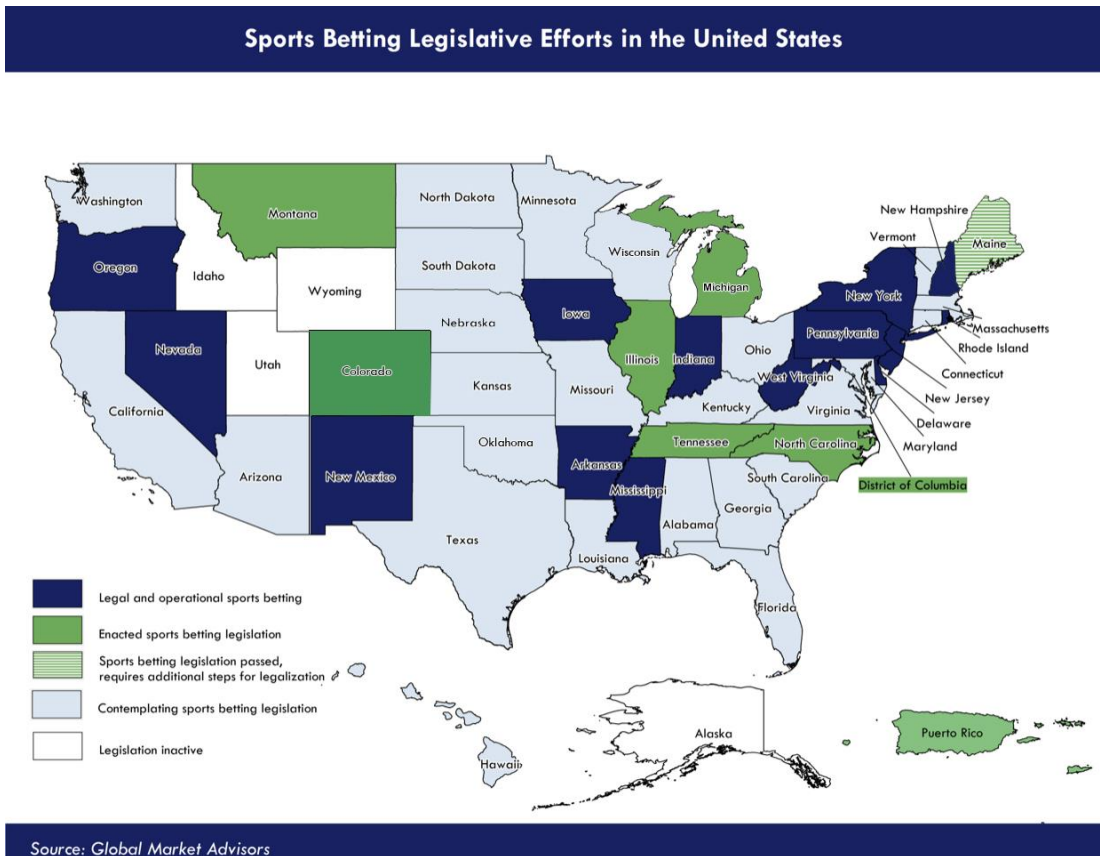 Sports Betting Legislative Efforts in the United States
Washington
Montana
North Dakota
Minnesota
New Hampshire
Vermont
Maine
Oregon
Idaho
South Dakota
Wisconsin
Michigan
Wyoming
New York
Nebraska
Iowa
Massachusetts
Pennsylvania
Rhode Island
Nevada
Utah
Colorado
Illinois
Indiana
Ohio
Connecticut
West Virginia
Kansas
Missouri
New Jersey
California
Kentucky
Virginia
Delaware
Maryland
Oklahoma
Tennessee
North Carolina
Arizona
New Mexico
Arkansas
South Carolina
District of Columbia
Mississippi
Georgia
Alabama
Texas
Louisiana
Florida
Legal and operational sports betting
Enacted sports betting legislation
Sports betting legislation passed,
requires additional steps for legalization
Contemplating sports betting legislation
Legislation inactive
Hawaii
Alaska
Puerto Rico
Source: Global Market Advisors